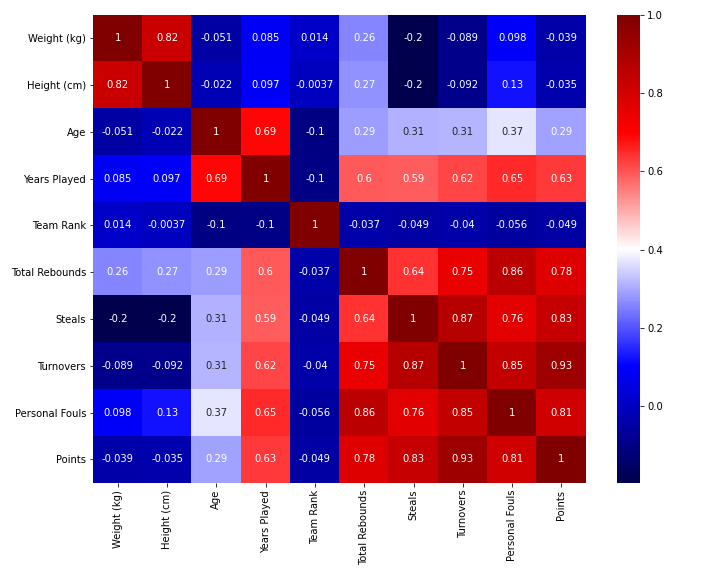 1.0
Weight (kg) 1 0.82 -0.051 0.085 0.014 0.26 -0.2 -0.089 0.098 -0.039
Height (cm) 0.82 1 -0.022 0.097 -0.0037 0.27 -0.2 -0.092 0.13 -0.035
0.8
Age -0.051 -0.022 1 0.69 -0.1 0.29 0.31 0.31 0.37 0.29
Years Played 0.085 0.097 0.69 1 -0.1 0.6 0.59 0.62 0.65 0.63
0.6
Team Rank 0.014 -0.0037 -0.1 -0.1 1 -0.037 -0.049 -0.04 -0.056 -0.049
0.4
Total Rebounds 0.26 0.27 0.29 0.6 -0.037 1 0.64 0.75 0.86 0.78
Steals -0.2 -0.2 0.31 0.59 -0.049 0.64 1 0.87 0.76 0.83
0.2
Turnovers -0.089 -0.092 0.31 0.62 -0.04 0.75 0.87 1 0.85 0.93
Personal Fouls 0.098 0.13 0.37 0.65 -0.056 0.86 0.76 0.85 1 0.81
0.0
Points -0.039 -0.035 0.29 0.63 -0.049 0.78 0.83 0.93 0.81 1
Weight (kg)
Height (cm)
Age
Years Played
Team Rank
Total Rebounds
Steals
Turnovers
Personal Fouls
Points